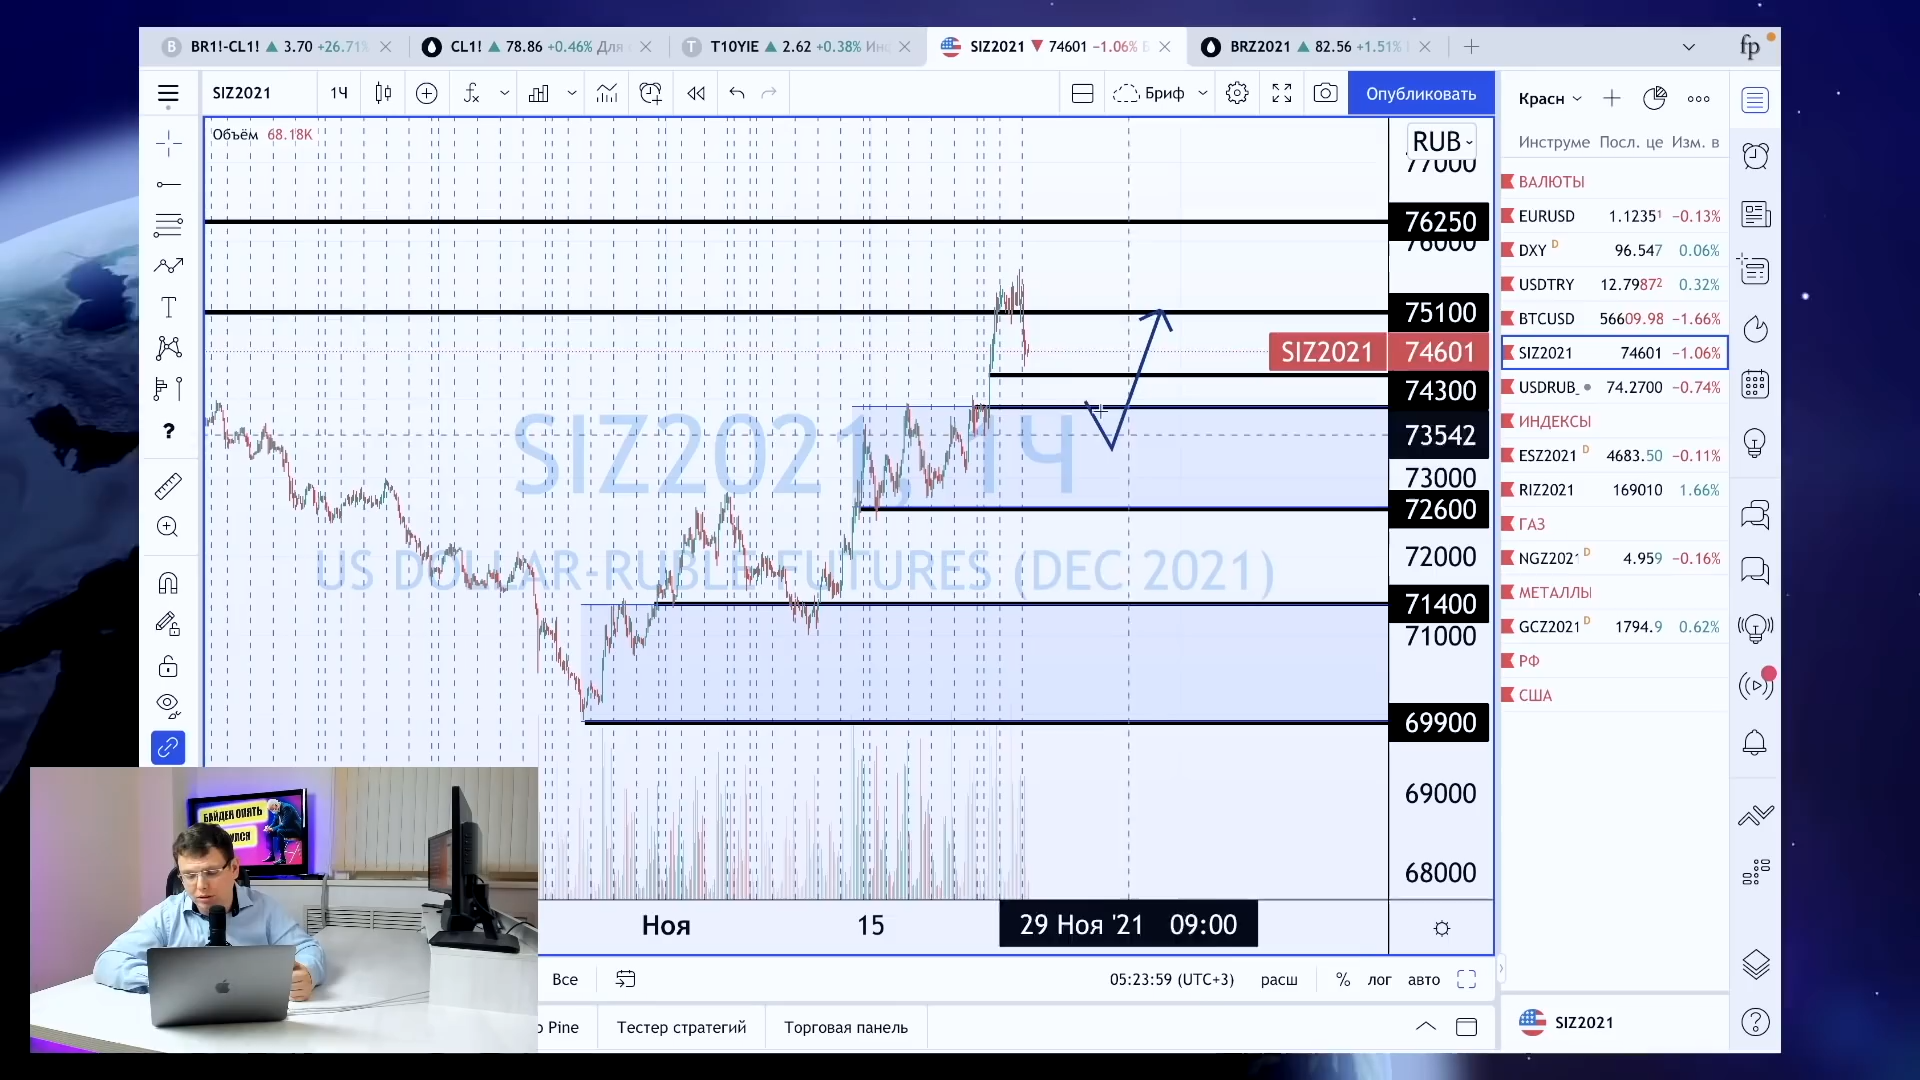 BR1!-CL1! 3.70 +26.71%
CL1! 78.86 +0.46% Для
T10YIE 2.62 +0.38% Ин
SIZ2021 74601 −1.06%
BRZ2021 82.56 +1.51%
fp
SIZ2021 1Ч
Бриф
Опубликовать
Объём 68.18K
RUB
77000
76250
76000
75100
SIZ2021 74601
74300
73542
73000
72600
72000
71400
71000
69900
69000
68000
SIZ2021, 1Ч
US DOLLAR-RUBLE FUTURES (DEC 2021)
Ноя 15 29 Ноя '21 09:00
Все
05:23:59 (UTC+3) расш % лог авто
Pine Тестер стратегий Торговая панель
Красн
Инструме Посл. це Изм. в
ВАЛЮТЫ
EURUSD 1.12351 −0.13%
DXY D 96.547 0.06%
USDTRY 12.79872 0.32%
BTCUSD 56609.98 −1.66%
SIZ2021 74601 −1.06%
USDRUB_ 74.2700 −0.74%
ИНДЕКСЫ
ESZ2021 D 4683.50 −0.11%
RIZ2021 169010 1.66%
ГАЗ
NGZ2021 D 4.959 −0.16%
МЕТАЛЛЫ
GCZ2021 D 1794.9 0.62%
РФ
США
SIZ2021
БАЙДЕН ОПЯТЬ